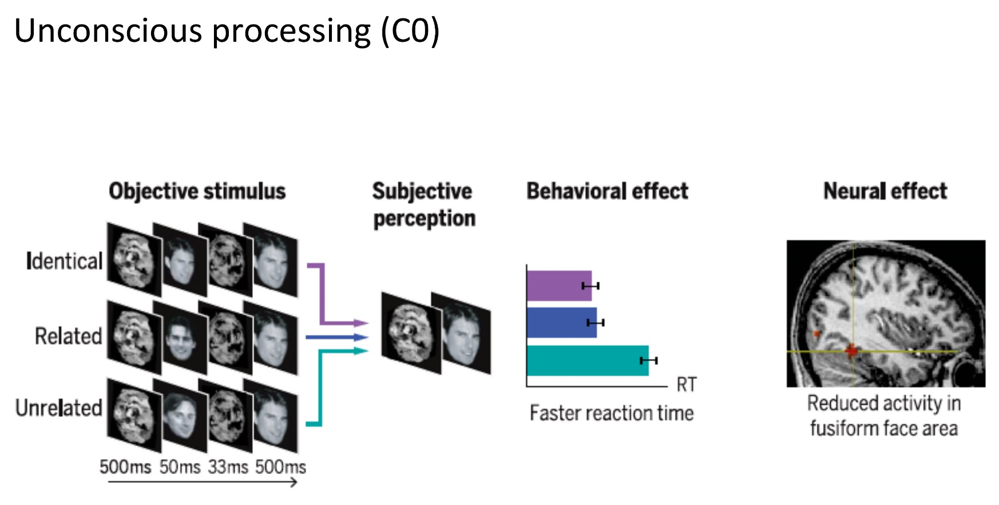 Unconscious processing (C0)
Objective stimulus
Identical
Related
Unrelated
500ms 50ms 33ms 500ms
Subjective
perception
Behavioral effect
RT
Faster reaction time
Neural effect
Reduced activity in
fusiform face area